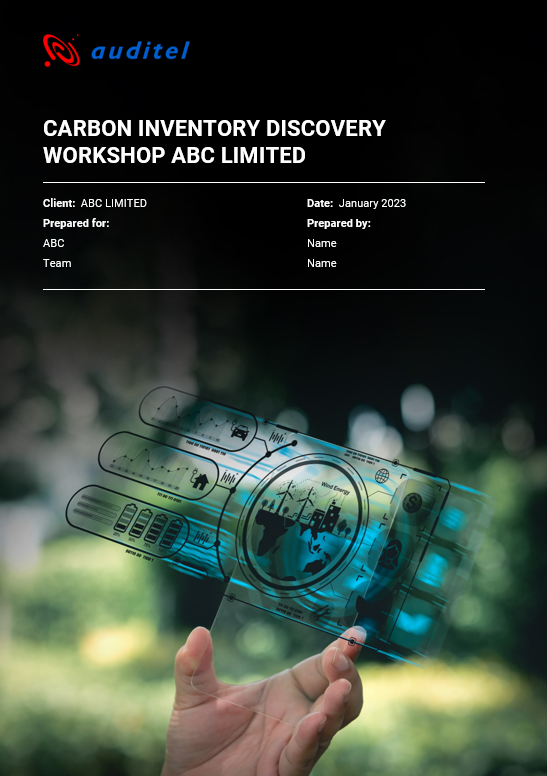 auditel
CARBON INVENTORY DISCOVERY
WORKSHOP ABC LIMITED
Client: ABC LIMITED
Date: January 2023
Prepared for:
Prepared by:
ABC
Name
Team
Name
Wind Energy